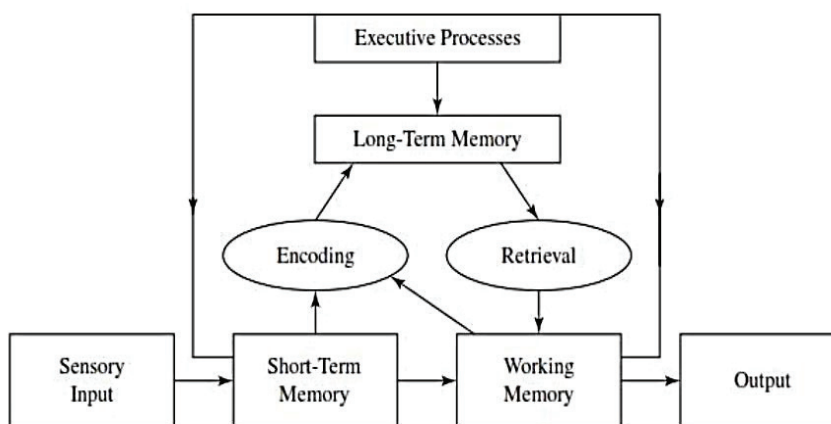 Executive Processes
Long-Term Memory
Encoding
Retrieval
Sensory
Input
Short-Term
Memory
Working
Memory
Output